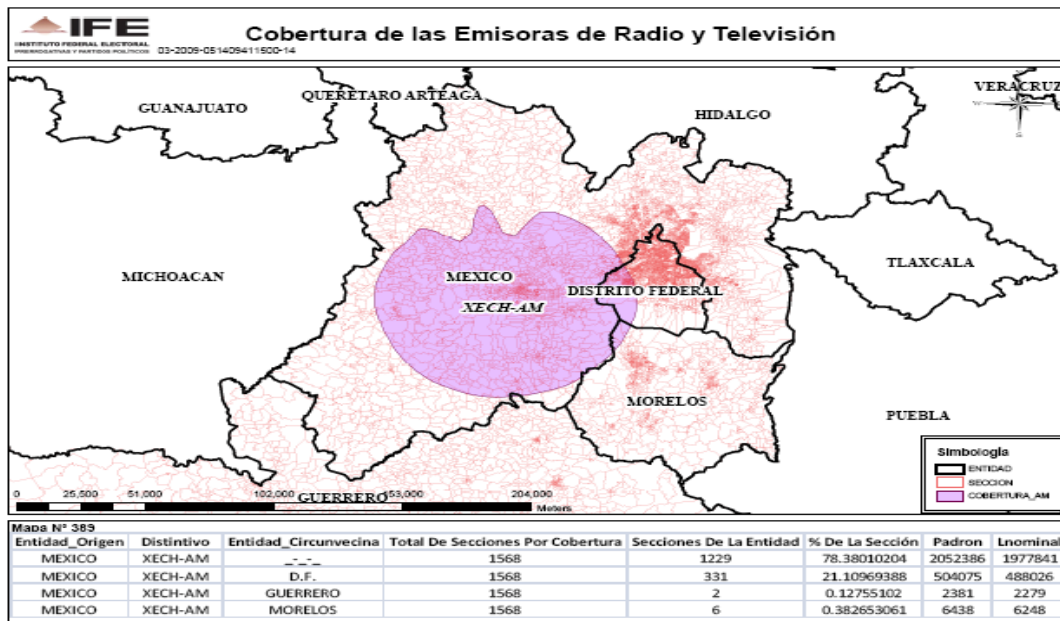 IFE
INSTITUTO FEDERAL ELECTORAL
PRERROGATIVAS Y PARTIDOS POLÍTICOS
03-2009-051409411500-14
Cobertura de las Emisoras de Radio y Televisión
QUERÉTARO ARTEAGA
VERACRUZ
GUANAJUATO
HIDALGO
TLAXCALA
MICHOACAN
MEXICO
DISTRITO FEDERAL
XECH-AM
MORELOS
PUEBLA
GUERRERO
Simbología
ENTIDAD
SECCION
COBERTURA_AM
0 25,500 51,000 102,000 153,000 204,000
Meters
Mapa N° 389
Entidad_Origen Distintivo Entidad_Circunvecina Total De Secciones Por Cobertura Secciones De La Entidad % De La Sección Padron Lnominal
MEXICO XECH-AM _-_-_ 1568 1229 78.38010204 2052386 1977841
MEXICO XECH-AM D.F. 1568 331 21.10969388 504075 488026
MEXICO XECH-AM GUERRERO 1568 2 0.12755102 2381 2279
MEXICO XECH-AM MORELOS 1568 6 0.382653061 6438 6248